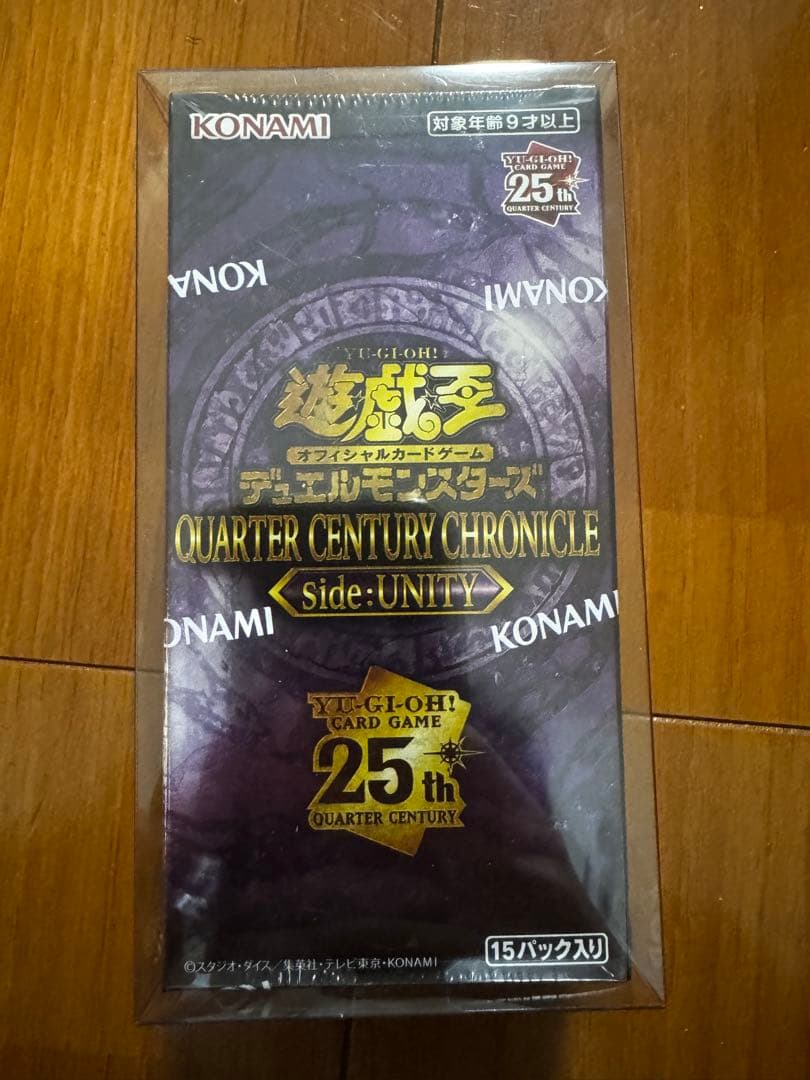 KONAMI
対象年齢9才以上
YU-GI-OH!
CARD GAME
25th
QUARTER CENTURY
KONA
KONAMI
YU-GI-OH!
遊戯王
オフィシャルカードゲーム
デュエルモンスターズ
QUARTER CENTURY CHRONICLE
side:UNITY
ONAMI
KONAMI
YU-GI-OH!
CARD GAME
25th
QUARTER CENTURY
©スタジオ・ダイス/集英社・テレビ東京・KONAMI
15パック入り